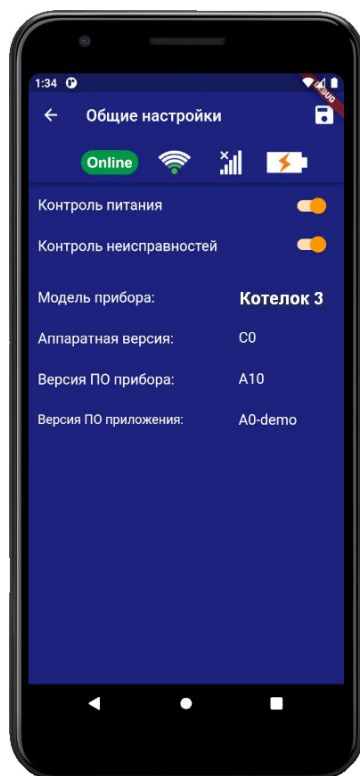 1:34
DEBUG
Общие настройки
Online
Контроль питания
Контроль неисправностей
Модель прибора: Котелок 3
Аппаратная версия: C0
Версия ПО прибора: A10
Версия ПО приложения: A0-demo